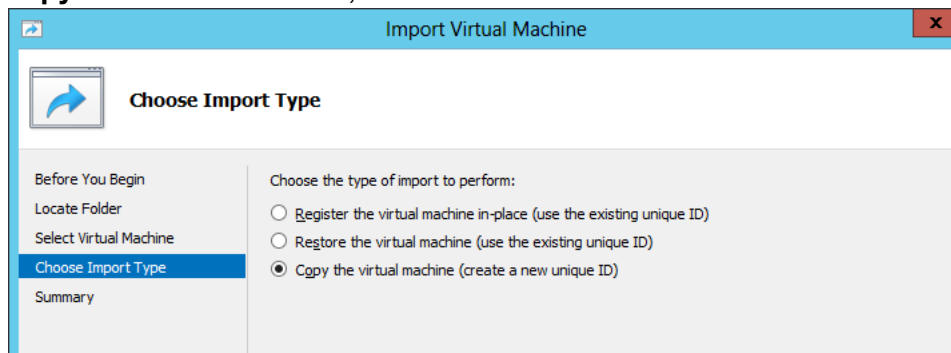 Import Virtual Machine
x
Choose Import Type
Before You Begin
Locate Folder
Select Virtual Machine
Choose Import Type
Summary
Choose the type of import to perform:
Register the virtual machine in-place (use the existing unique ID)
Restore the virtual machine (use the existing unique ID)
Copy the virtual machine (create a new unique ID)